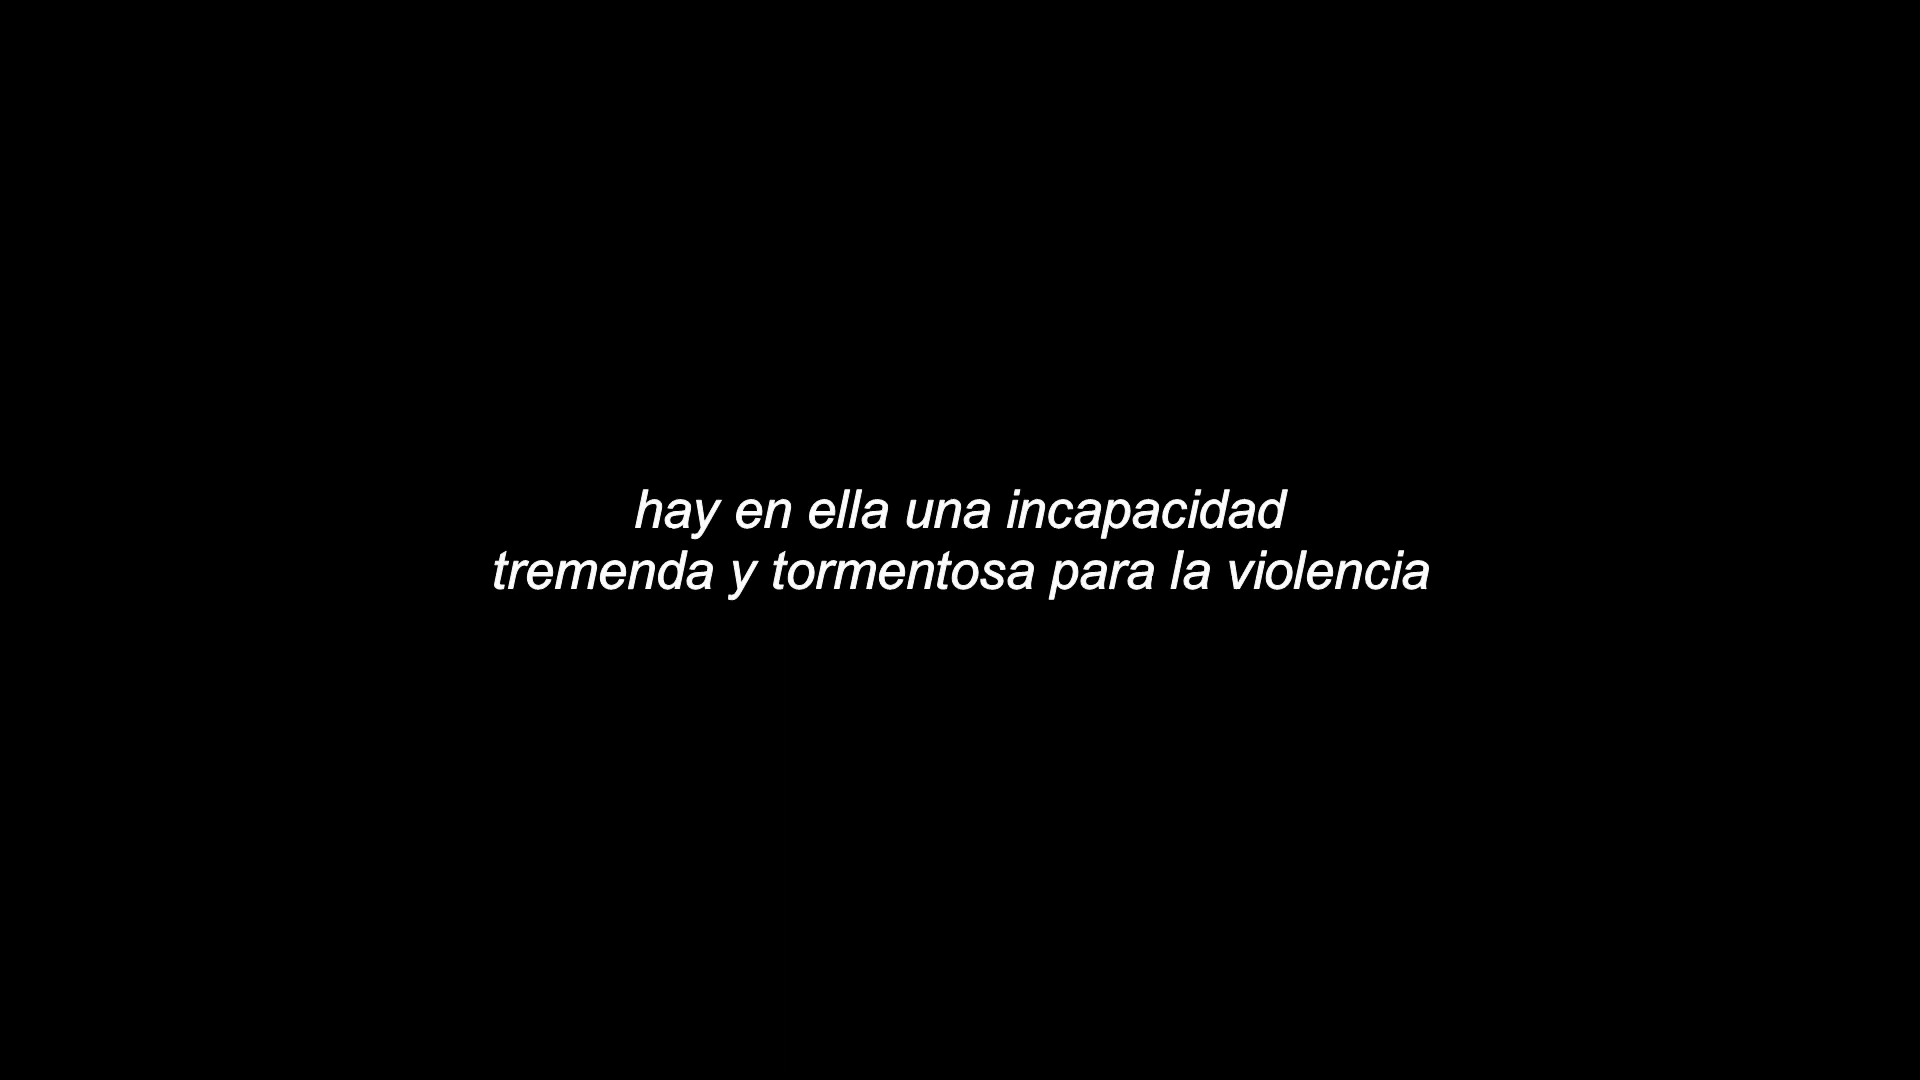 hay en ella una incapacidad
tremenda y tormentosa para la violencia